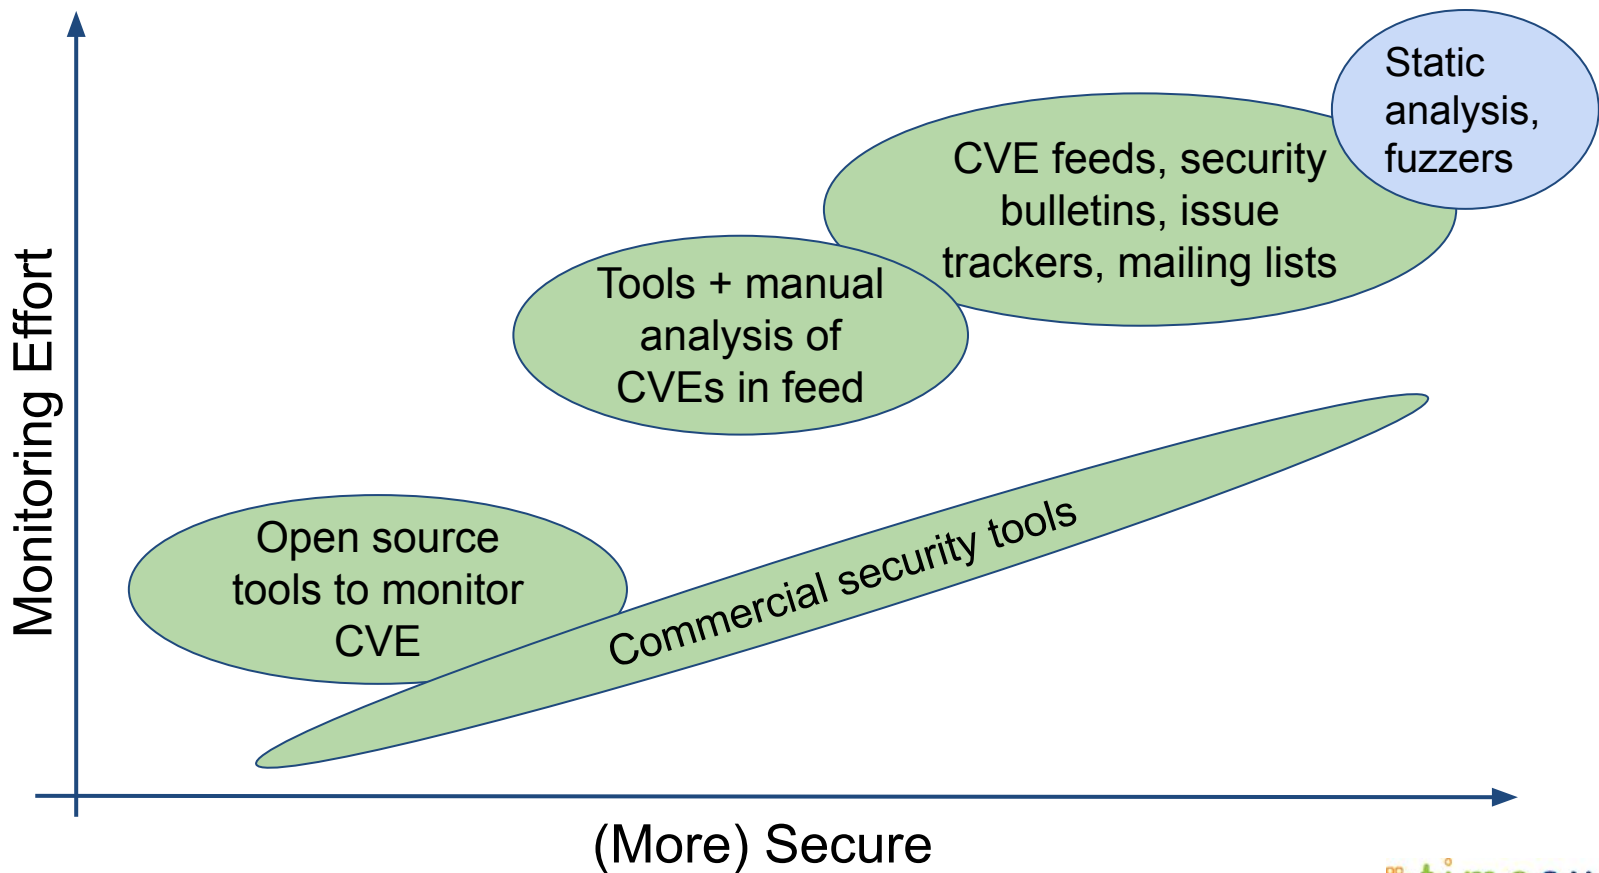 Static
analysis,
fuzzers
CVE feeds, security
bulletins, issue
trackers, mailing lists
Tools + manual
analysis of
CVEs in feed
Monitoring Effort
Open source
tools to monitor
CVE
Commercial security tools
(More) Secure